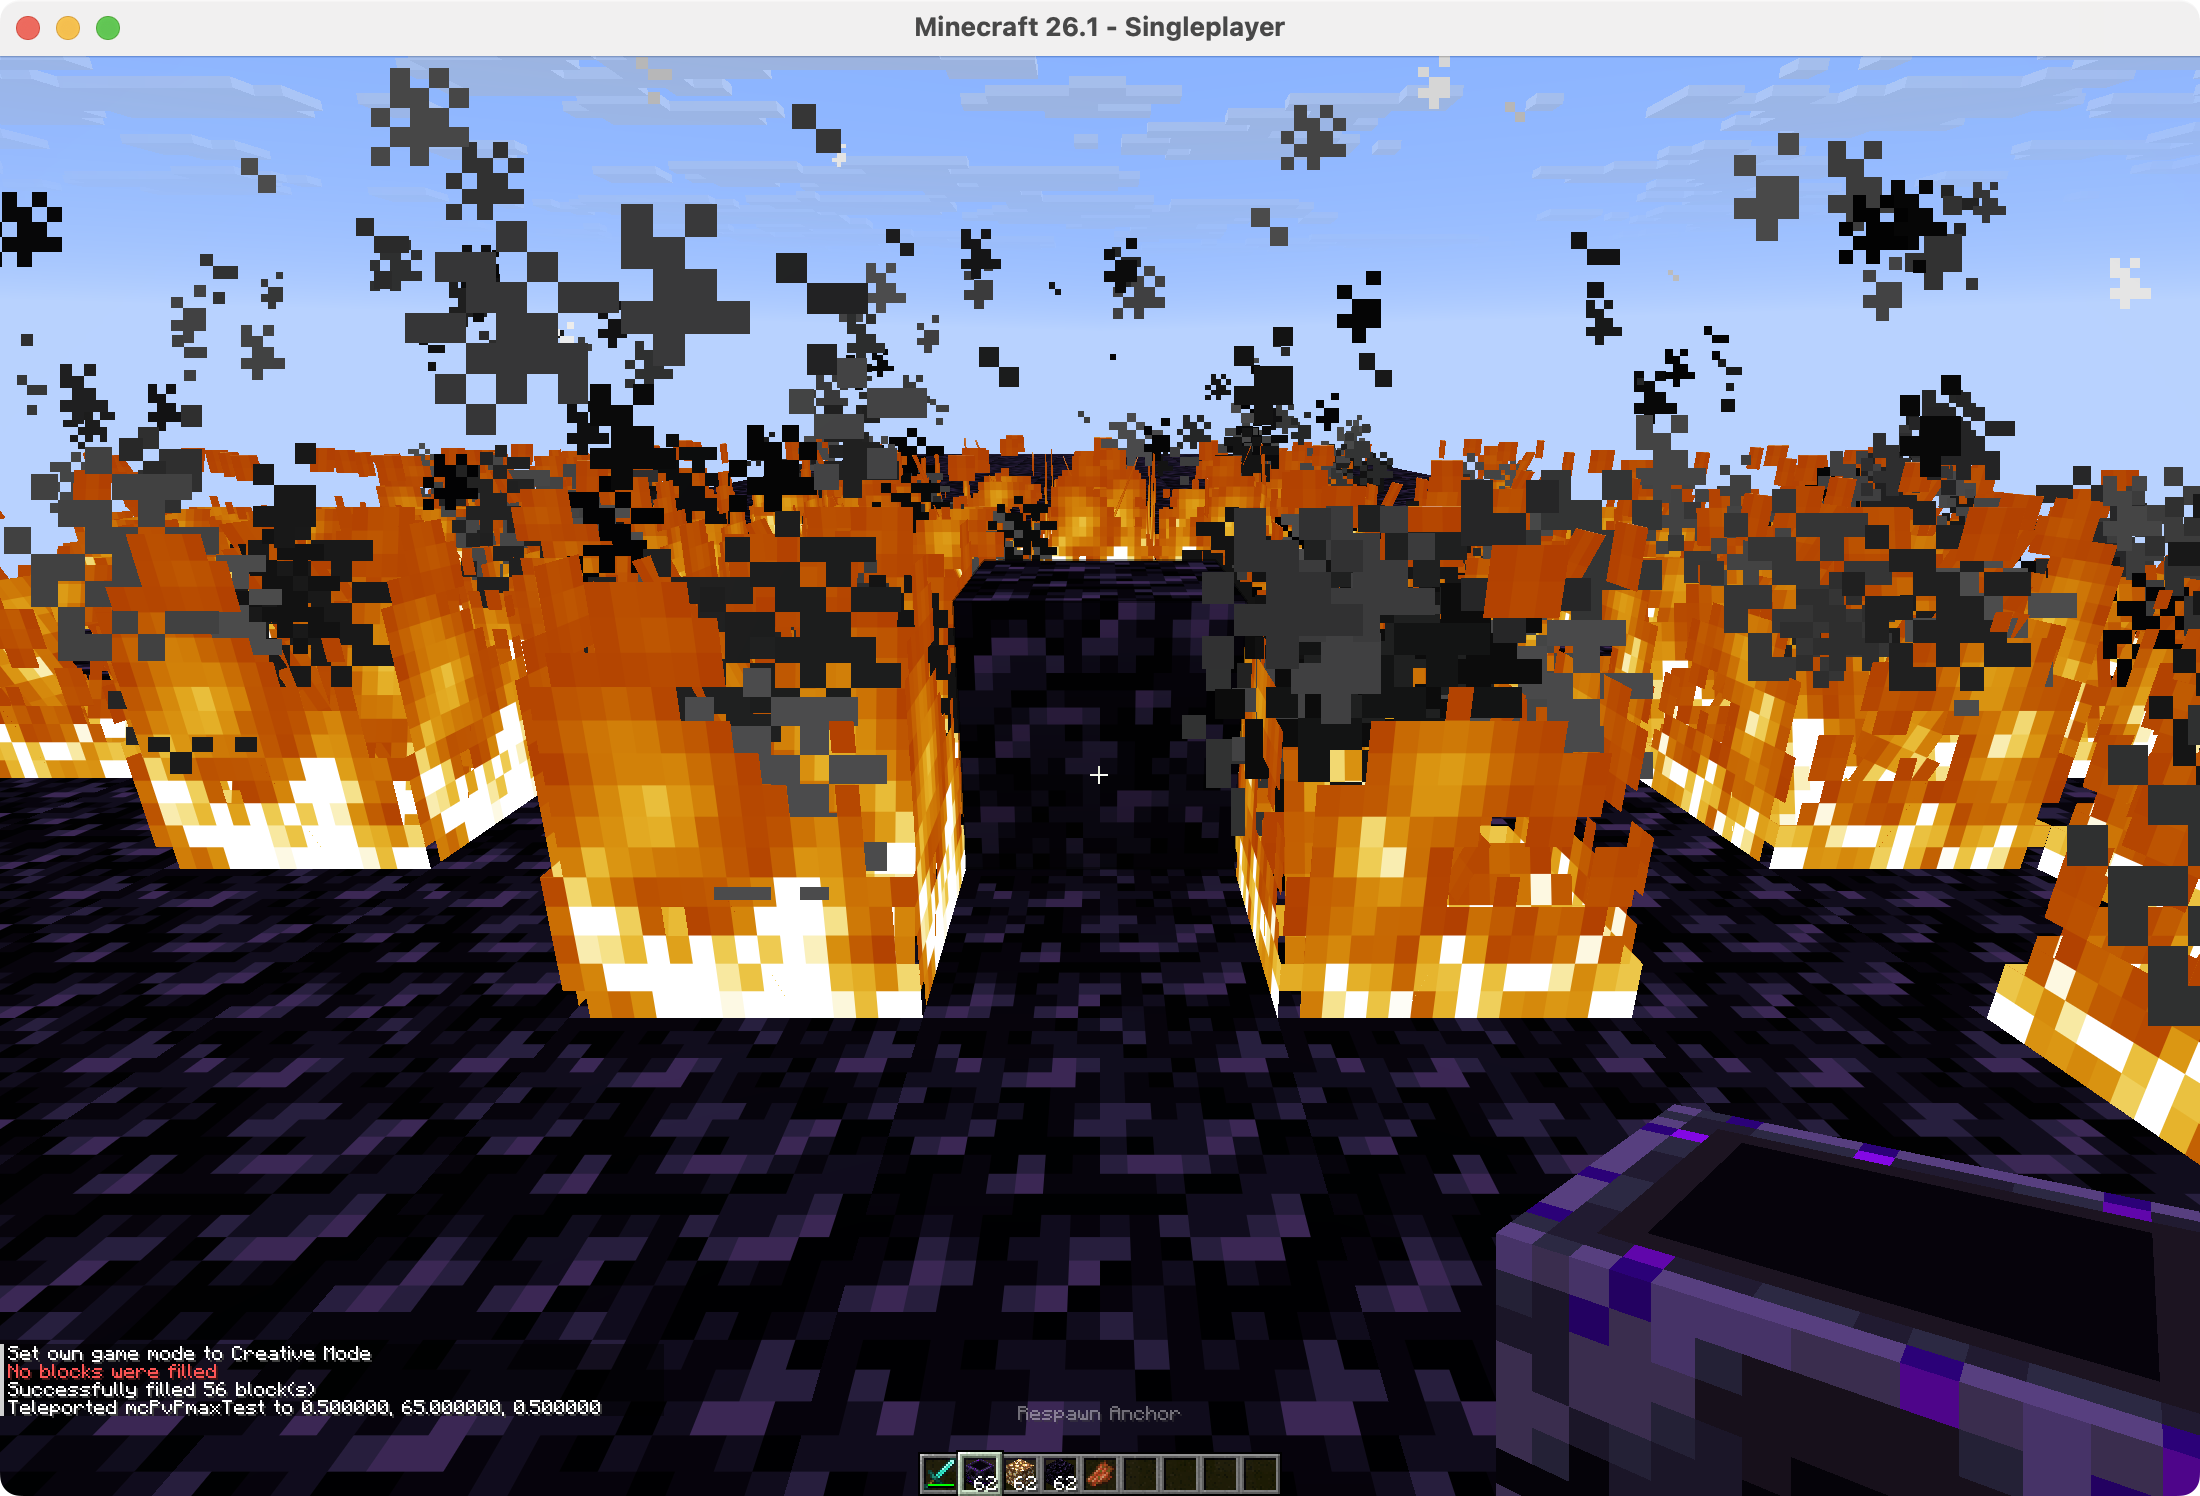 Minecraft 26.1 - Singleplayer
Set own game mode to Creative Mode
No blocks were filled
Successfully filled 56 block(s)
Teleported mcPvPmaxTest to 0.500000, 65.000000, 0.500000
Respawn Anchor
62 62 62